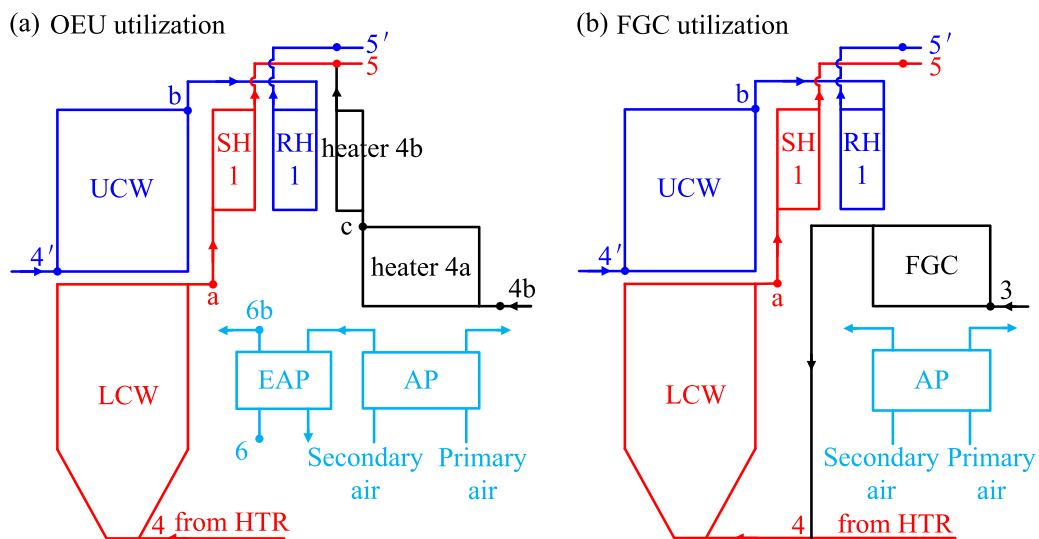 (a) OEU utilization
5′
5
b
SH
1
RH
1
heater 4b
UCW
4′
c
heater 4a
a
4b
6b
LCW
EAP
AP
6
Secondary
air
Primary
air
4
from HTR
(b) FGC utilization
5′
5
b
SH
1
RH
1
UCW
4′
FGC
a
3
LCW
AP
Secondary
air
Primary
air
4
from HTR